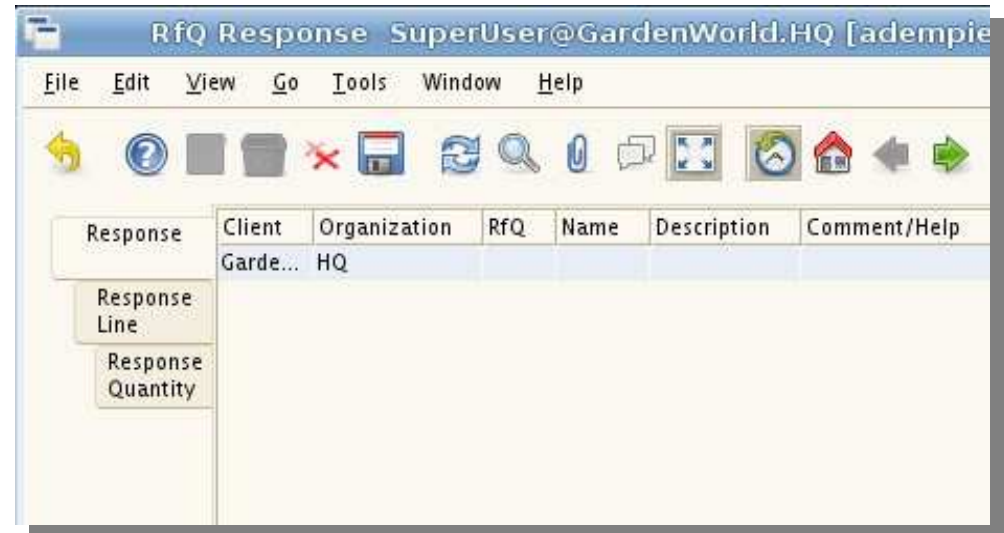 RfQ Response SuperUser@GardenWorld.HQ [adempie
File Edit View Go Tools Window Help
Response
Response
Line
Response
Quantity
Client Organization RfQ Name Description Comment/Help
Garde... HQ